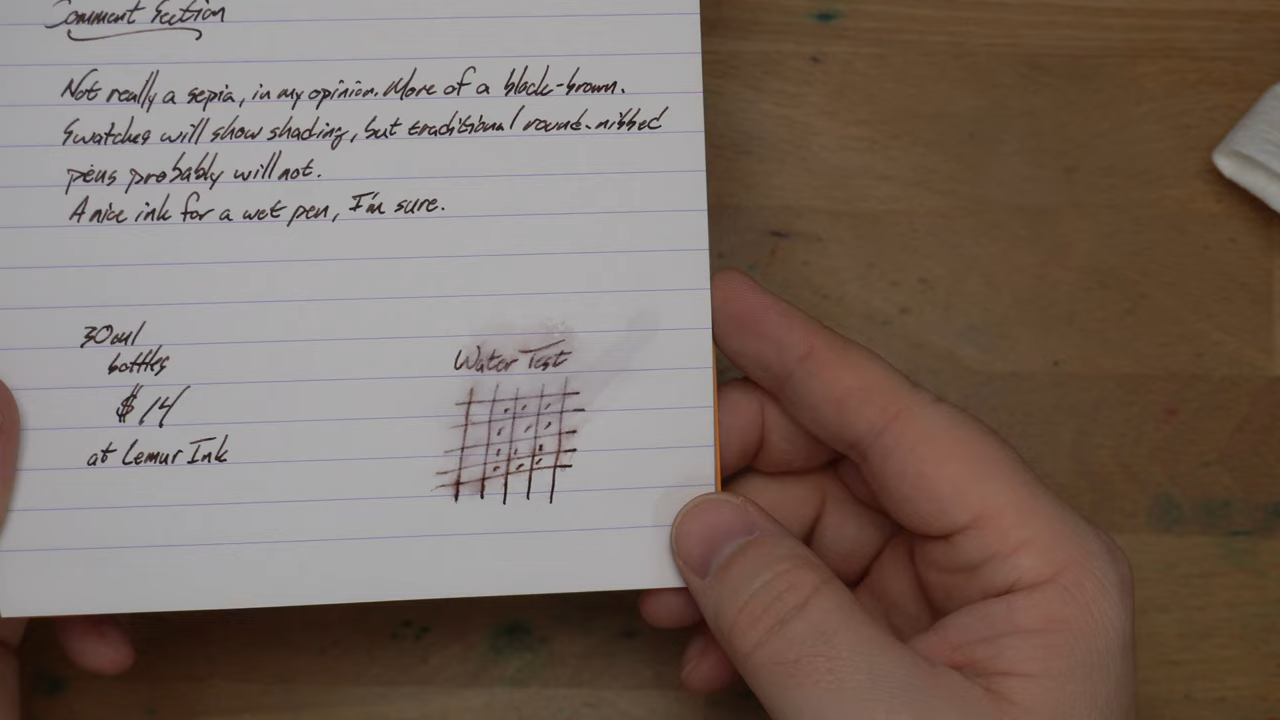 Comment Section
Not really a sepia, in my opinion. More of a black-brown.
Swatches will show shading, but traditional round-nibbed
pens probably will not.
A nice ink for a wet pen, I'm sure.
30ml
bottles
$14
at Lemur Ink
Water Test